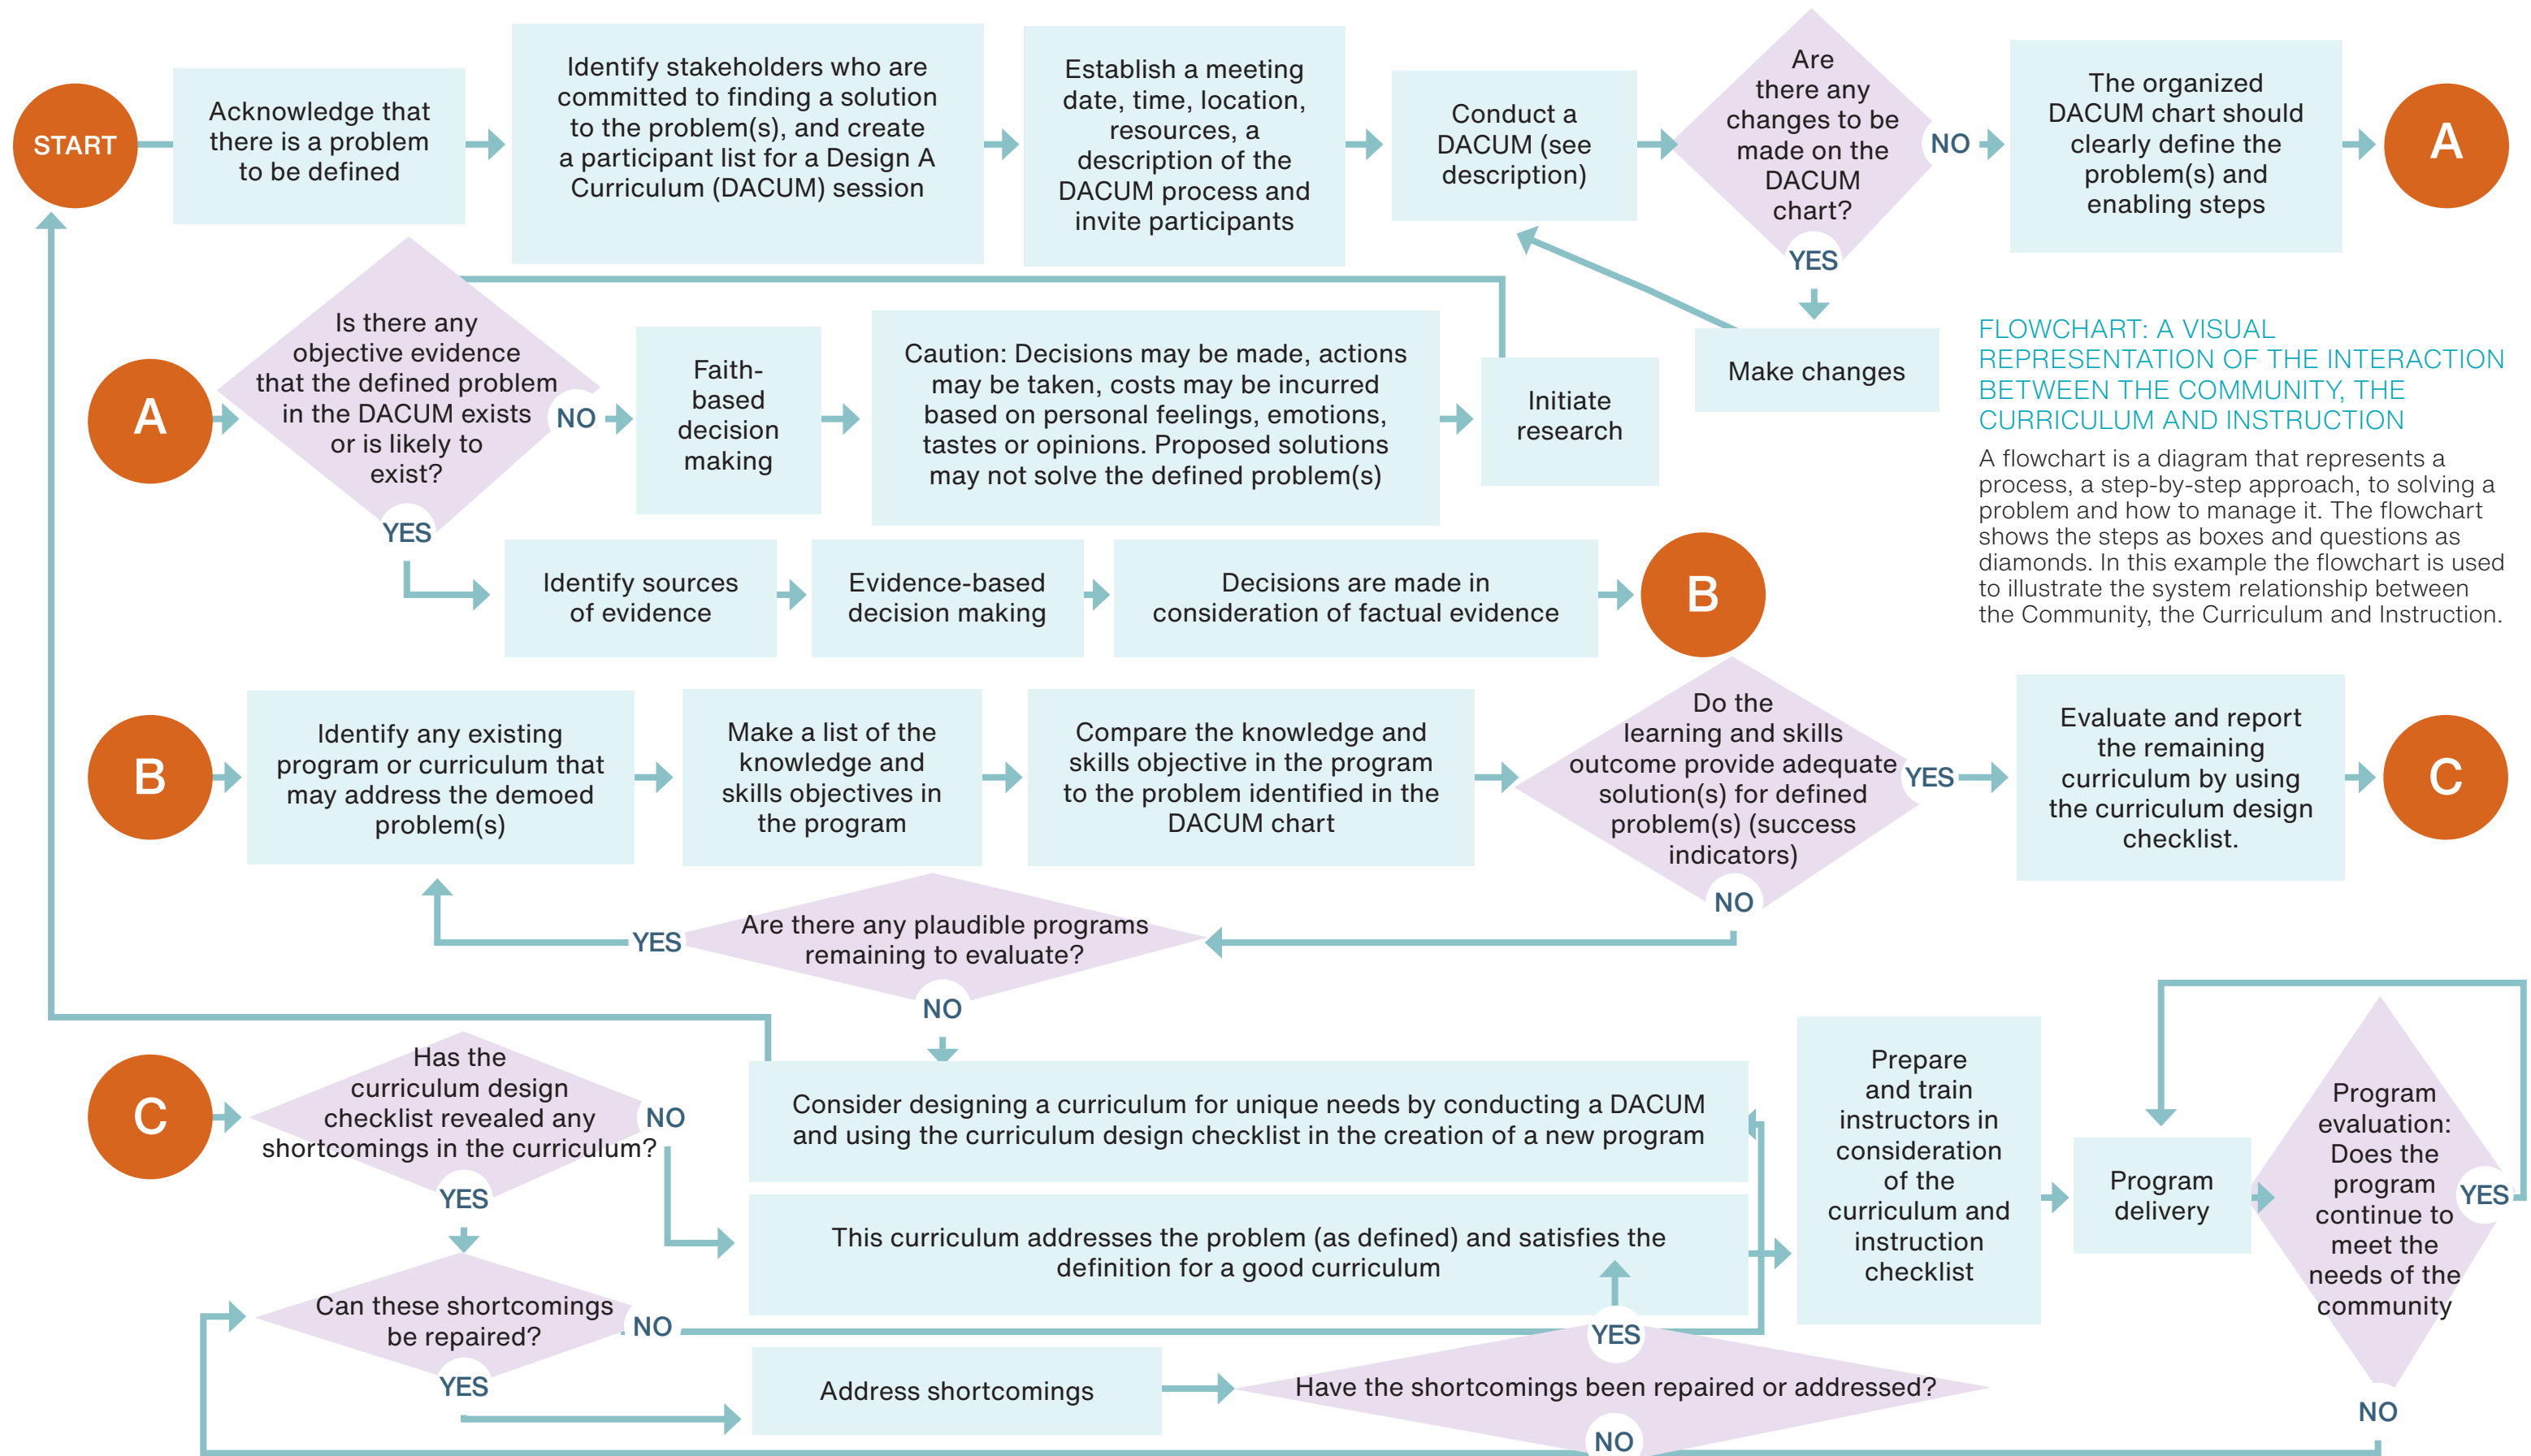 START
Acknowledge that
there is a problem
to be defined
Identify stakeholders who are
committed to finding a solution
to the problem(s), and create
a participant list for a Design A
Curriculum (DACUM) session
Establish a meeting
date, time, location,
resources, a
description of the
DACUM process and
invite participants
Conduct a
DACUM (see
description)
Are
there any
changes to be
made on the
DACUM
chart?
NO
YES
The organized
DACUM chart should
clearly define the
problem(s) and
enabling steps
A
Make changes
FLOWCHART: A VISUAL
REPRESENTATION OF THE INTERACTION
BETWEEN THE COMMUNITY, THE
CURRICULUM AND INSTRUCTION
A flowchart is a diagram that represents a
process, a step-by-step approach, to solving a
problem and how to manage it. The flowchart
shows the steps as boxes and questions as
diamonds. In this example the flowchart is used
to illustrate the system relationship between
the Community, the Curriculum and Instruction.
A
Is there any
objective evidence
that the defined problem
in the DACUM exists
or is likely to
exist?
NO
YES
Faith-
based
decision
making
Caution: Decisions may be made, actions
may be taken, costs may be incurred
based on personal feelings, emotions,
tastes or opinions. Proposed solutions
may not solve the defined problem(s)
Initiate
research
Identify sources
of evidence
Evidence-based
decision making
Decisions are made in
consideration of factual evidence
B
B
Identify any existing
program or curriculum that
may address the demoed
problem(s)
Make a list of the
knowledge and
skills objectives in
the program
Compare the knowledge and
skills objective in the program
to the problem identified in the
DACUM chart
Do the
learning and skills
outcome provide adequate
solution(s) for defined
problem(s) (success
indicators)
YES
NO
Evaluate and report
the remaining
curriculum by using
the curriculum design
checklist.
C
Are there any plaudible programs
remaining to evaluate?
YES
NO
C
Has the
curriculum design
checklist revealed any
shortcomings in the curriculum?
NO
YES
Consider designing a curriculum for unique needs by conducting a DACUM
and using the curriculum design checklist in the creation of a new program
This curriculum addresses the problem (as defined) and satisfies the
definition for a good curriculum
Prepare
and train
instructors in
consideration
of the
curriculum and
instruction
checklist
Program
delivery
Program
evaluation:
Does the
program
continue to
meet the
needs of the
community
YES
NO
Can these shortcomings
be repaired?
NO
YES
Address shortcomings
Have the shortcomings been repaired or addressed?
YES
NO